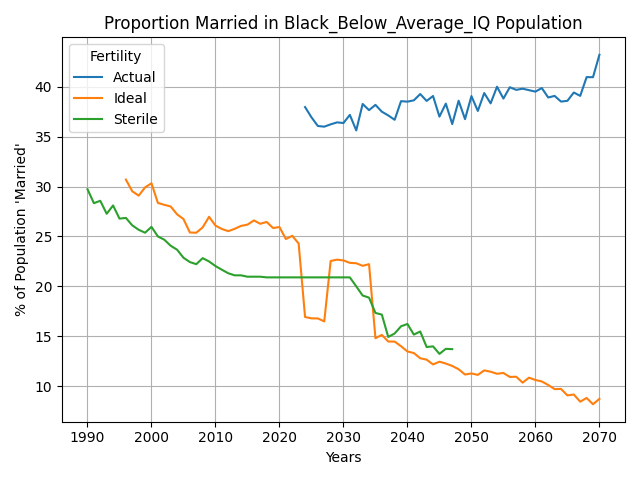 Proportion Married in Black_Below_Average_IQ Population
Fertility
Actual
Ideal
Sterile
% of Population 'Married'
40
35
30
25
20
15
10
1990
2000
2010
2020
2030
2040
2050
2060
2070
Years